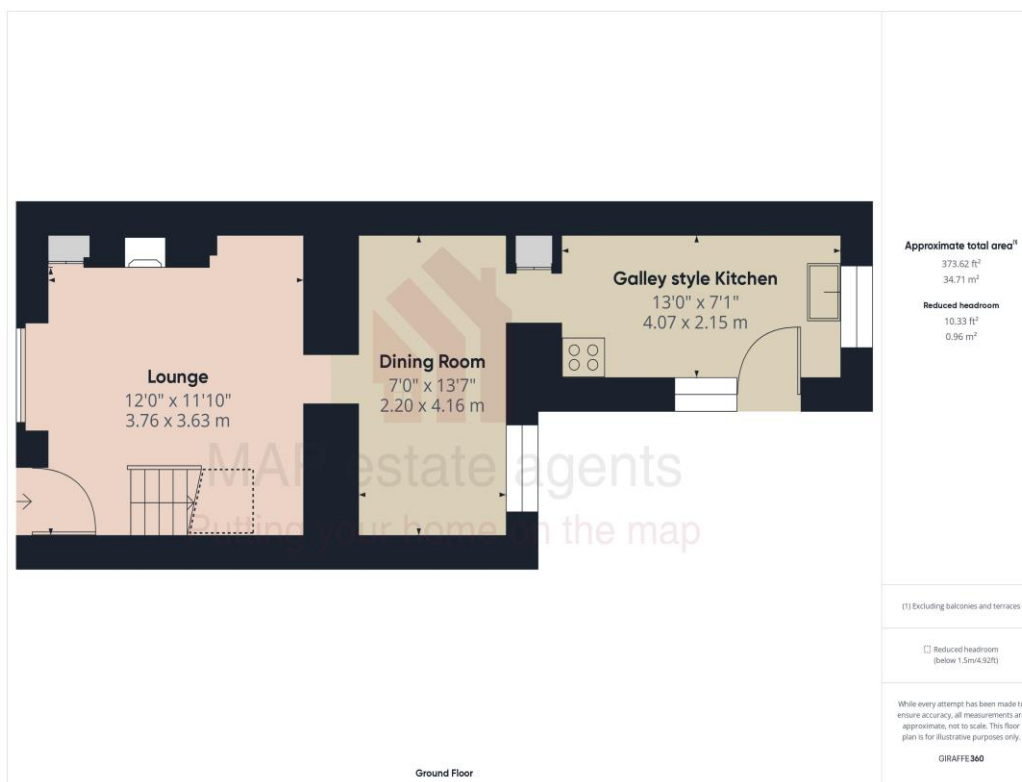 Lounge
12'0" x 11'10"
3.76 x 3.63 m
Dining Room
7'0" x 13'7"
2.20 x 4.16 m
Galley style Kitchen
13'0" x 7'1"
4.07 x 2.15 m
MAP estate agents
Putting your home on the map
Ground Floor
Approximate total area(1)
373.62 ft²
34.71 m²
Reduced headroom
10.33 ft²
0.96 m²
(1) Excluding balconies and terraces
Reduced headroom
(below 1.5m/4.92ft)
While every attempt has been made to
ensure accuracy, all measurements are
approximate, not to scale. This floor
plan is for illustrative purposes only.
GIRAFFE360